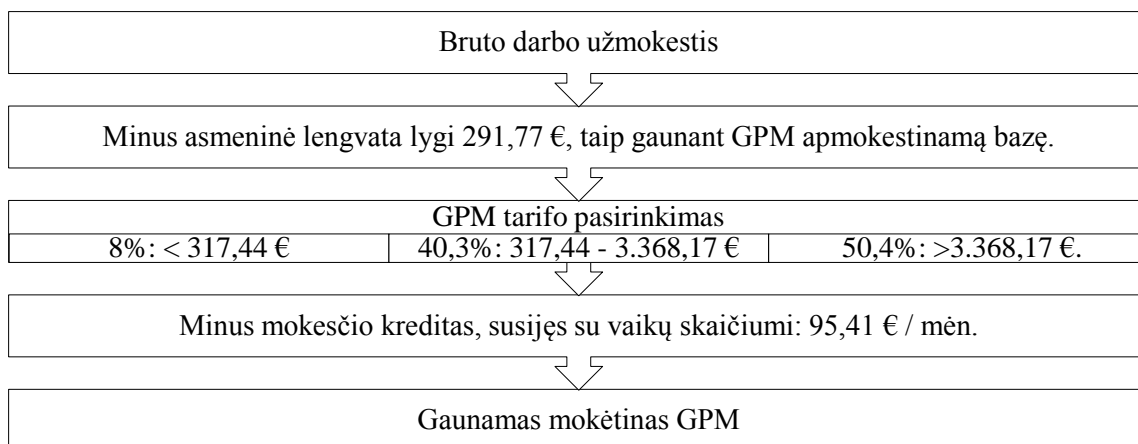 Bruto darbo užmokestis
Minus asmeninė lengvata lygi 291,77 €, taip gaunant GPM apmokestinamą bazę.
GPM tarifo pasirinkimas
8%: < 317,44 € 40,3%: 317,44 - 3.368,17 € 50,4%: >3.368,17 €.
Minus mokesčio kreditas, susijęs su vaikų skaičiumi: 95,41 € / mėn.
Gaunamas mokėtinas GPM